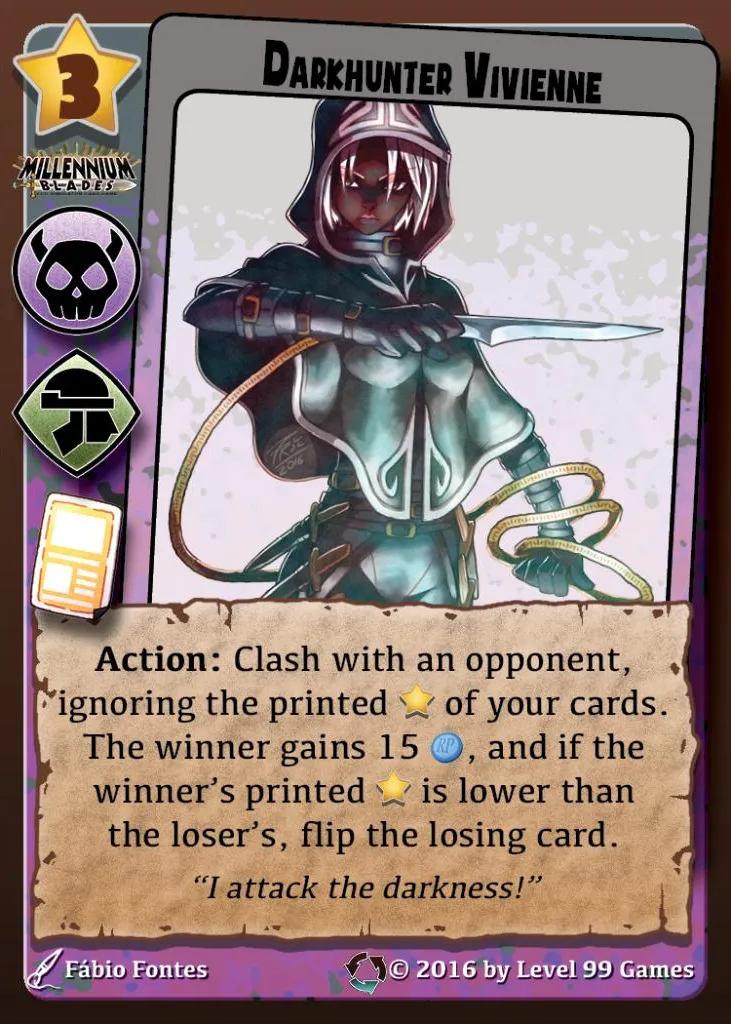 3
DARKHUNTER VIVIENNE
MILLENNIUM
BLADES
2016
Action: Clash with an opponent,
ignoring the printed of your cards.
The winner gains 15 RP, and if the
winner's printed is lower than
the loser's, flip the losing card.
"I attack the darkness!"
Fábio Fontes
© 2016 by Level 99 Games